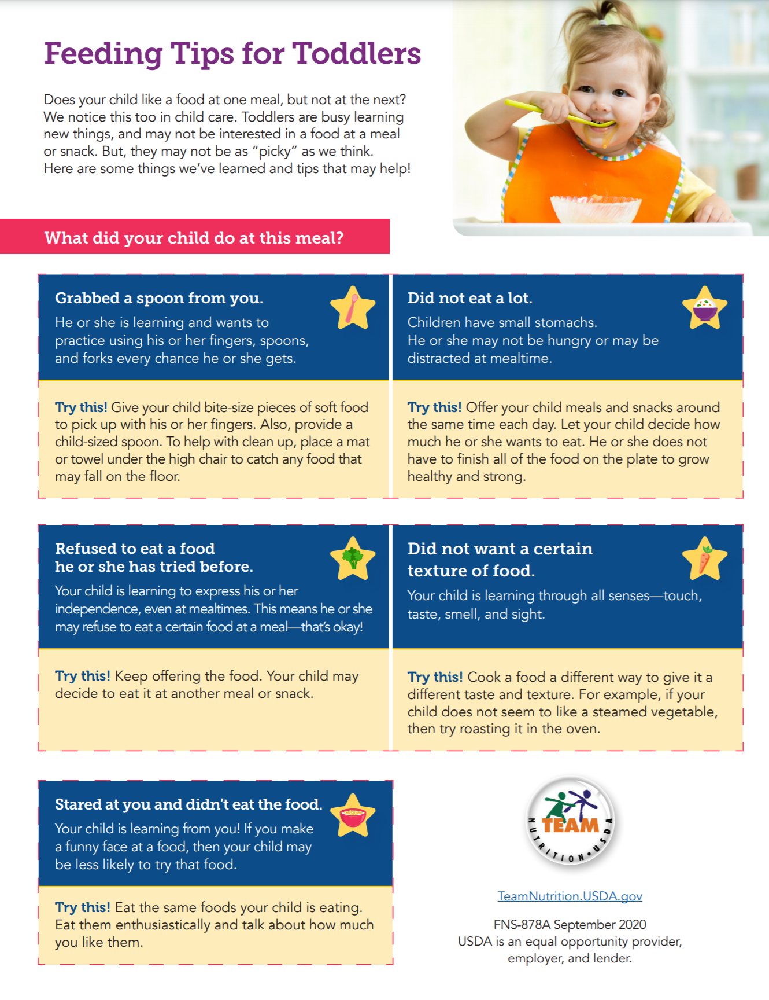 Feeding Tips for Toddlers
Does your child like a food at one meal, but not at the next?
We notice this too in child care. Toddlers are busy learning
new things, and may not be interested in a food at a meal
or snack. But, they may not be as “picky” as we think.
Here are some things we’ve learned and tips that may help!
What did your child do at this meal?
Grabbed a spoon from you.
He or she is learning and wants to
practice using his or her fingers, spoons,
and forks every chance he or she gets.
Try this! Give your child bite-size pieces of soft food
to pick up with his or her fingers. Also, provide a
child-sized spoon. To help with clean up, place a mat
or towel under the high chair to catch any food that
may fall on the floor.
Did not eat a lot.
Children have small stomachs.
He or she may not be hungry or may be
distracted at mealtime.
Try this! Offer your child meals and snacks around
the same time each day. Let your child decide how
much he or she wants to eat. He or she does not
have to finish all of the food on the plate to grow
healthy and strong.
Refused to eat a food
he or she has tried before.
Your child is learning to express his or her
independence, even at mealtimes. This means he or she
may refuse to eat a certain food at a meal—that’s okay!
Try this! Keep offering the food. Your child may
decide to eat it at another meal or snack.
Did not want a certain
texture of food.
Your child is learning through all senses—touch,
taste, smell, and sight.
Try this! Cook a food a different way to give it a
different taste and texture. For example, if your
child does not seem to like a steamed vegetable,
then try roasting it in the oven.
Stared at you and didn’t eat the food.
Your child is learning from you! If you make
a funny face at a food, then your child may
be less likely to try that food.
Try this! Eat the same foods your child is eating.
Eat them enthusiastically and talk about how much
you like them.
TEAM
NUTRITION • USDA
TeamNutrition.USDA.gov
FNS-878A September 2020
USDA is an equal opportunity provider,
employer, and lender.